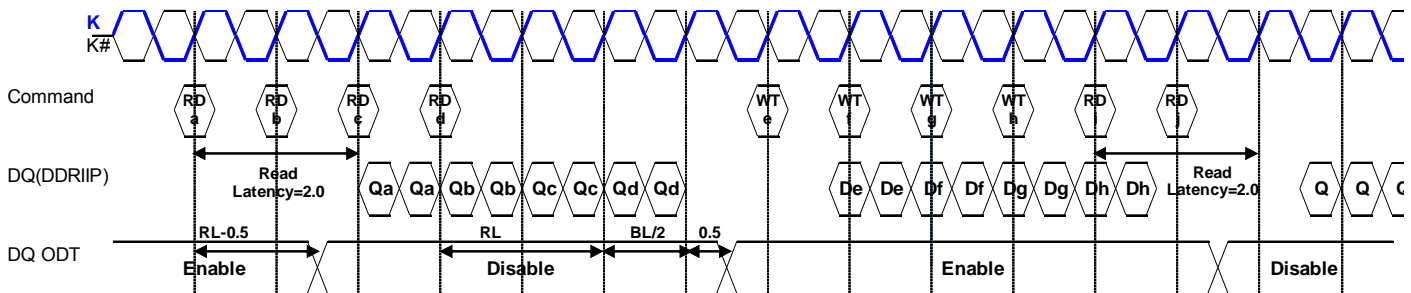 K
K#
Command
RD a RD b RD c RD d WT e WT f WT g WT h RD i RD j
DQ(DDRIIP)
Read Latency=2.0
Qa Qa Qb Qb Qc Qc Qd Qd
De De Df Df Dg Dg Dh Dh
Read Latency=2.0
Q Q Q
DQ ODT
RL-0.5 RL BL/2 0.5
Enable Disable Enable Disable